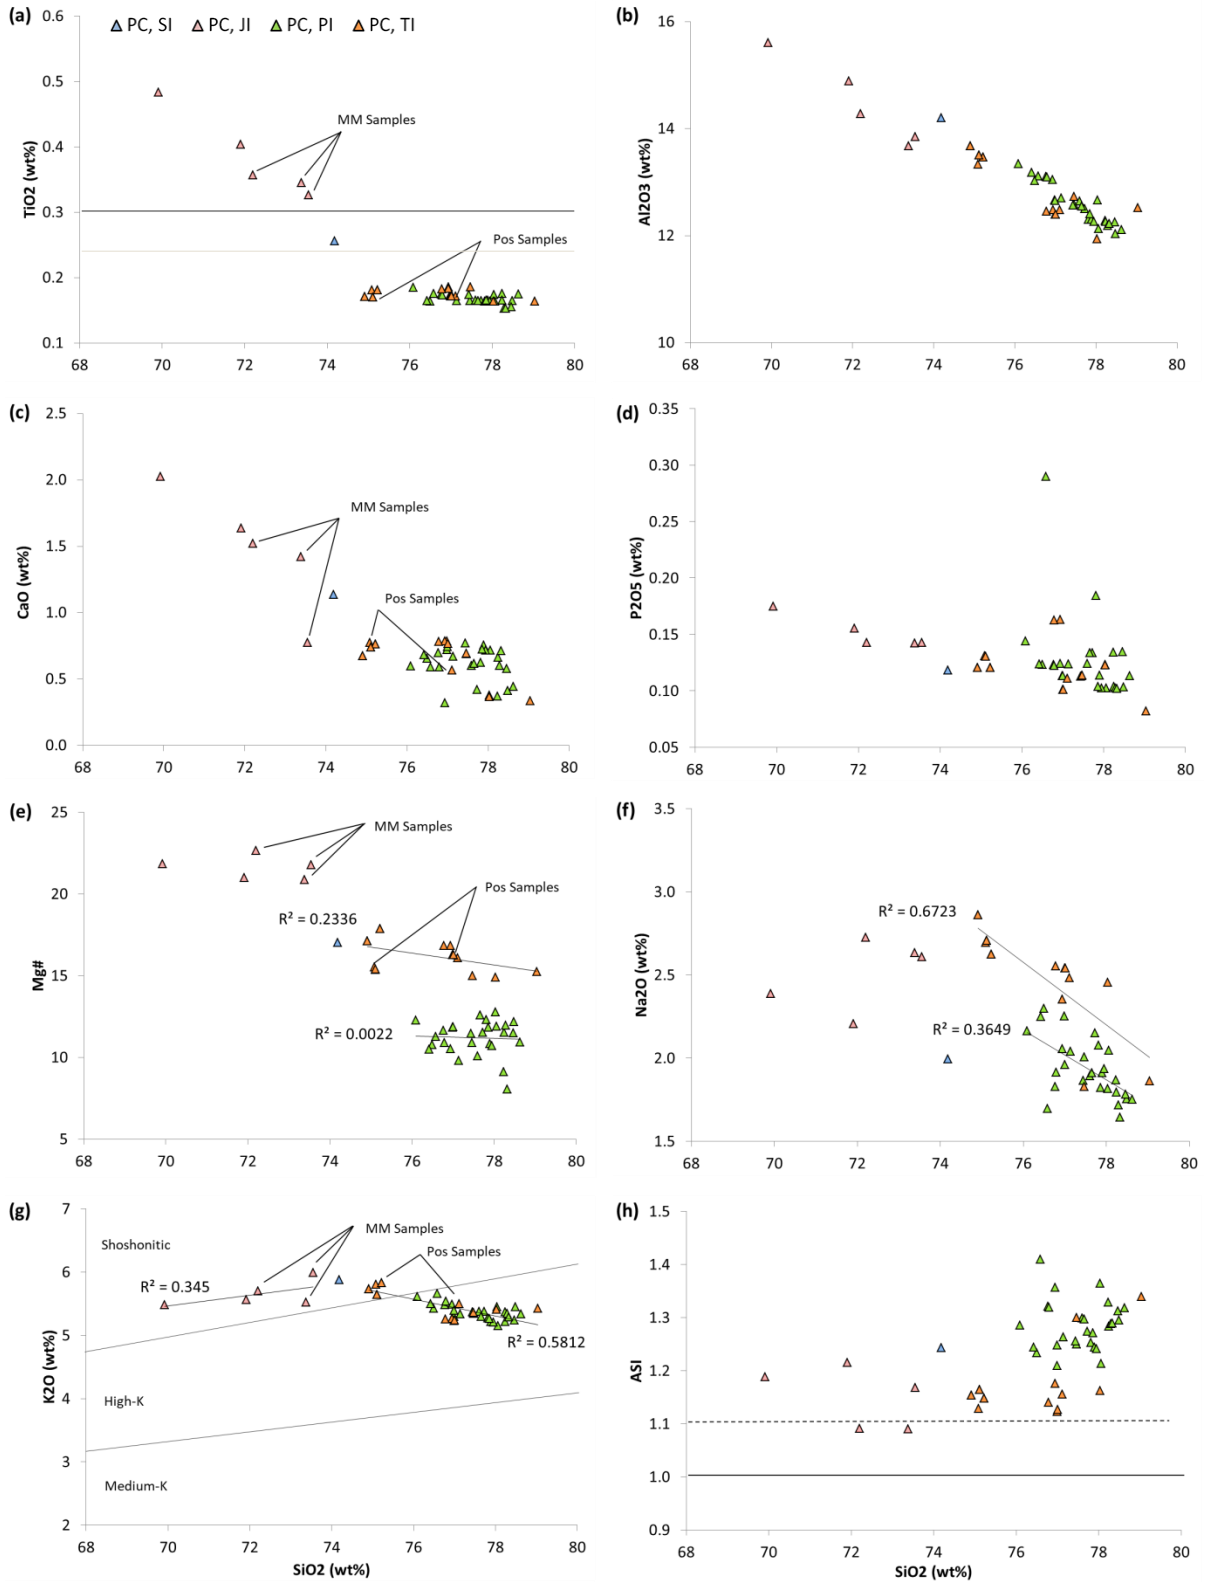 (a)
PC, SI PC, JI PC, PI PC, TI
0.6
0.5
0.4
0.3
0.2
0.1
TiO2 (wt%)
MM Samples
Pos Samples
68 70 72 74 76 78 80
(b)
16
14
12
10
Al2O3 (wt%)
68 70 72 74 76 78 80
(c)
2.5
2.0
1.5
1.0
0.5
0.0
CaO (wt%)
MM Samples
Pos Samples
68 70 72 74 76 78 80
(d)
0.35
0.30
0.25
0.20
0.15
0.10
0.05
P2O5 (wt%)
68 70 72 74 76 78 80
(e)
25
20
15
10
5
Mg#
MM Samples
Pos Samples
R² = 0.2336
R² = 0.0022
68 70 72 74 76 78 80
(f)
3.5
3.0
2.5
2.0
1.5
Na2O (wt%)
R² = 0.6723
R² = 0.3649
68 70 72 74 76 78 80
(g)
7
6
5
4
3
2
K2O (wt%)
MM Samples
Shoshonitic
Pos Samples
R² = 0.345
R² = 0.5812
High-K
Medium-K
68 70 72 74 76 78 80
SiO2 (wt%)
(h)
1.5
1.4
1.3
1.2
1.1
1.0
0.9
ASI
68 70 72 74 76 78 80
SiO2 (wt%)